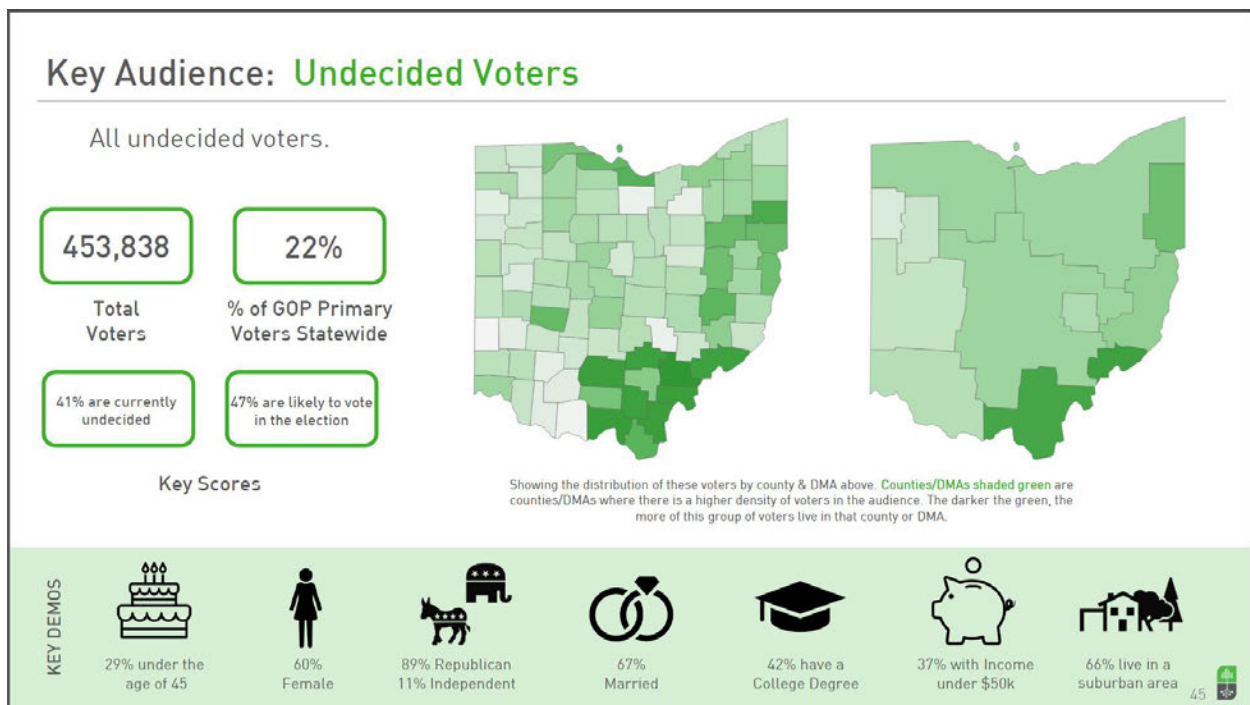 Key Audience: Undecided Voters
All undecided voters.
453,838
22%
Total
Voters
% of GOP Primary
Voters Statewide
41% are currently
undecided
47% are likely to vote
in the election
Key Scores
Showing the distribution of these voters by county & DMA above. Counties/DMAs shaded green are
counties/DMAs where there is a higher density of voters in the audience. The darker the green, the
more of this group of voters live in that county or DMA.
KEY DEMOS
29% under the
age of 45
60%
Female
89% Republican
11% Independent
67%
Married
42% have a
College Degree
37% with Income
under $50k
66% live in a
suburban area
45